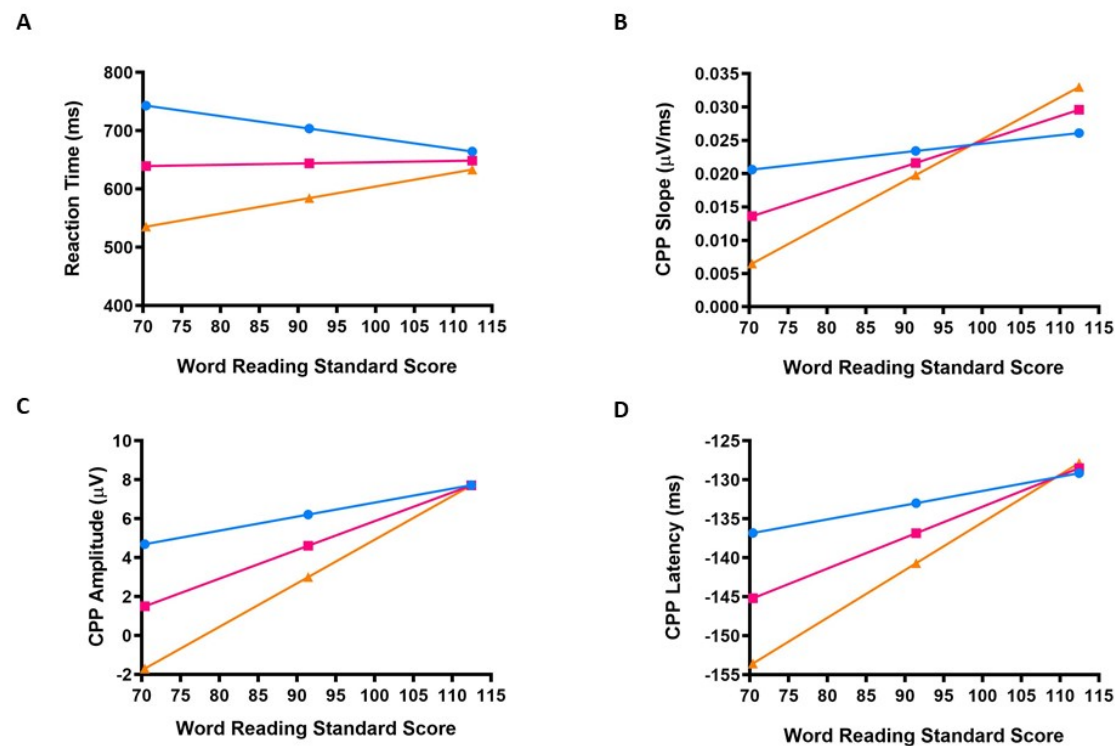 A
Reaction Time (ms)
800
700
600
500
400
70 75 80 85 90 95 100 105 110 115
Word Reading Standard Score
B
CPP Slope (μV/ms)
0.035
0.030
0.025
0.020
0.015
0.010
0.005
0.000
70 75 80 85 90 95 100 105 110 115
Word Reading Standard Score
C
CPP Amplitude (μV)
10
8
6
4
2
0
-2
70 75 80 85 90 95 100 105 110 115
Word Reading Standard Score
D
CPP Latency (ms)
-125
-130
-135
-140
-145
-150
-155
70 75 80 85 90 95 100 105 110 115
Word Reading Standard Score